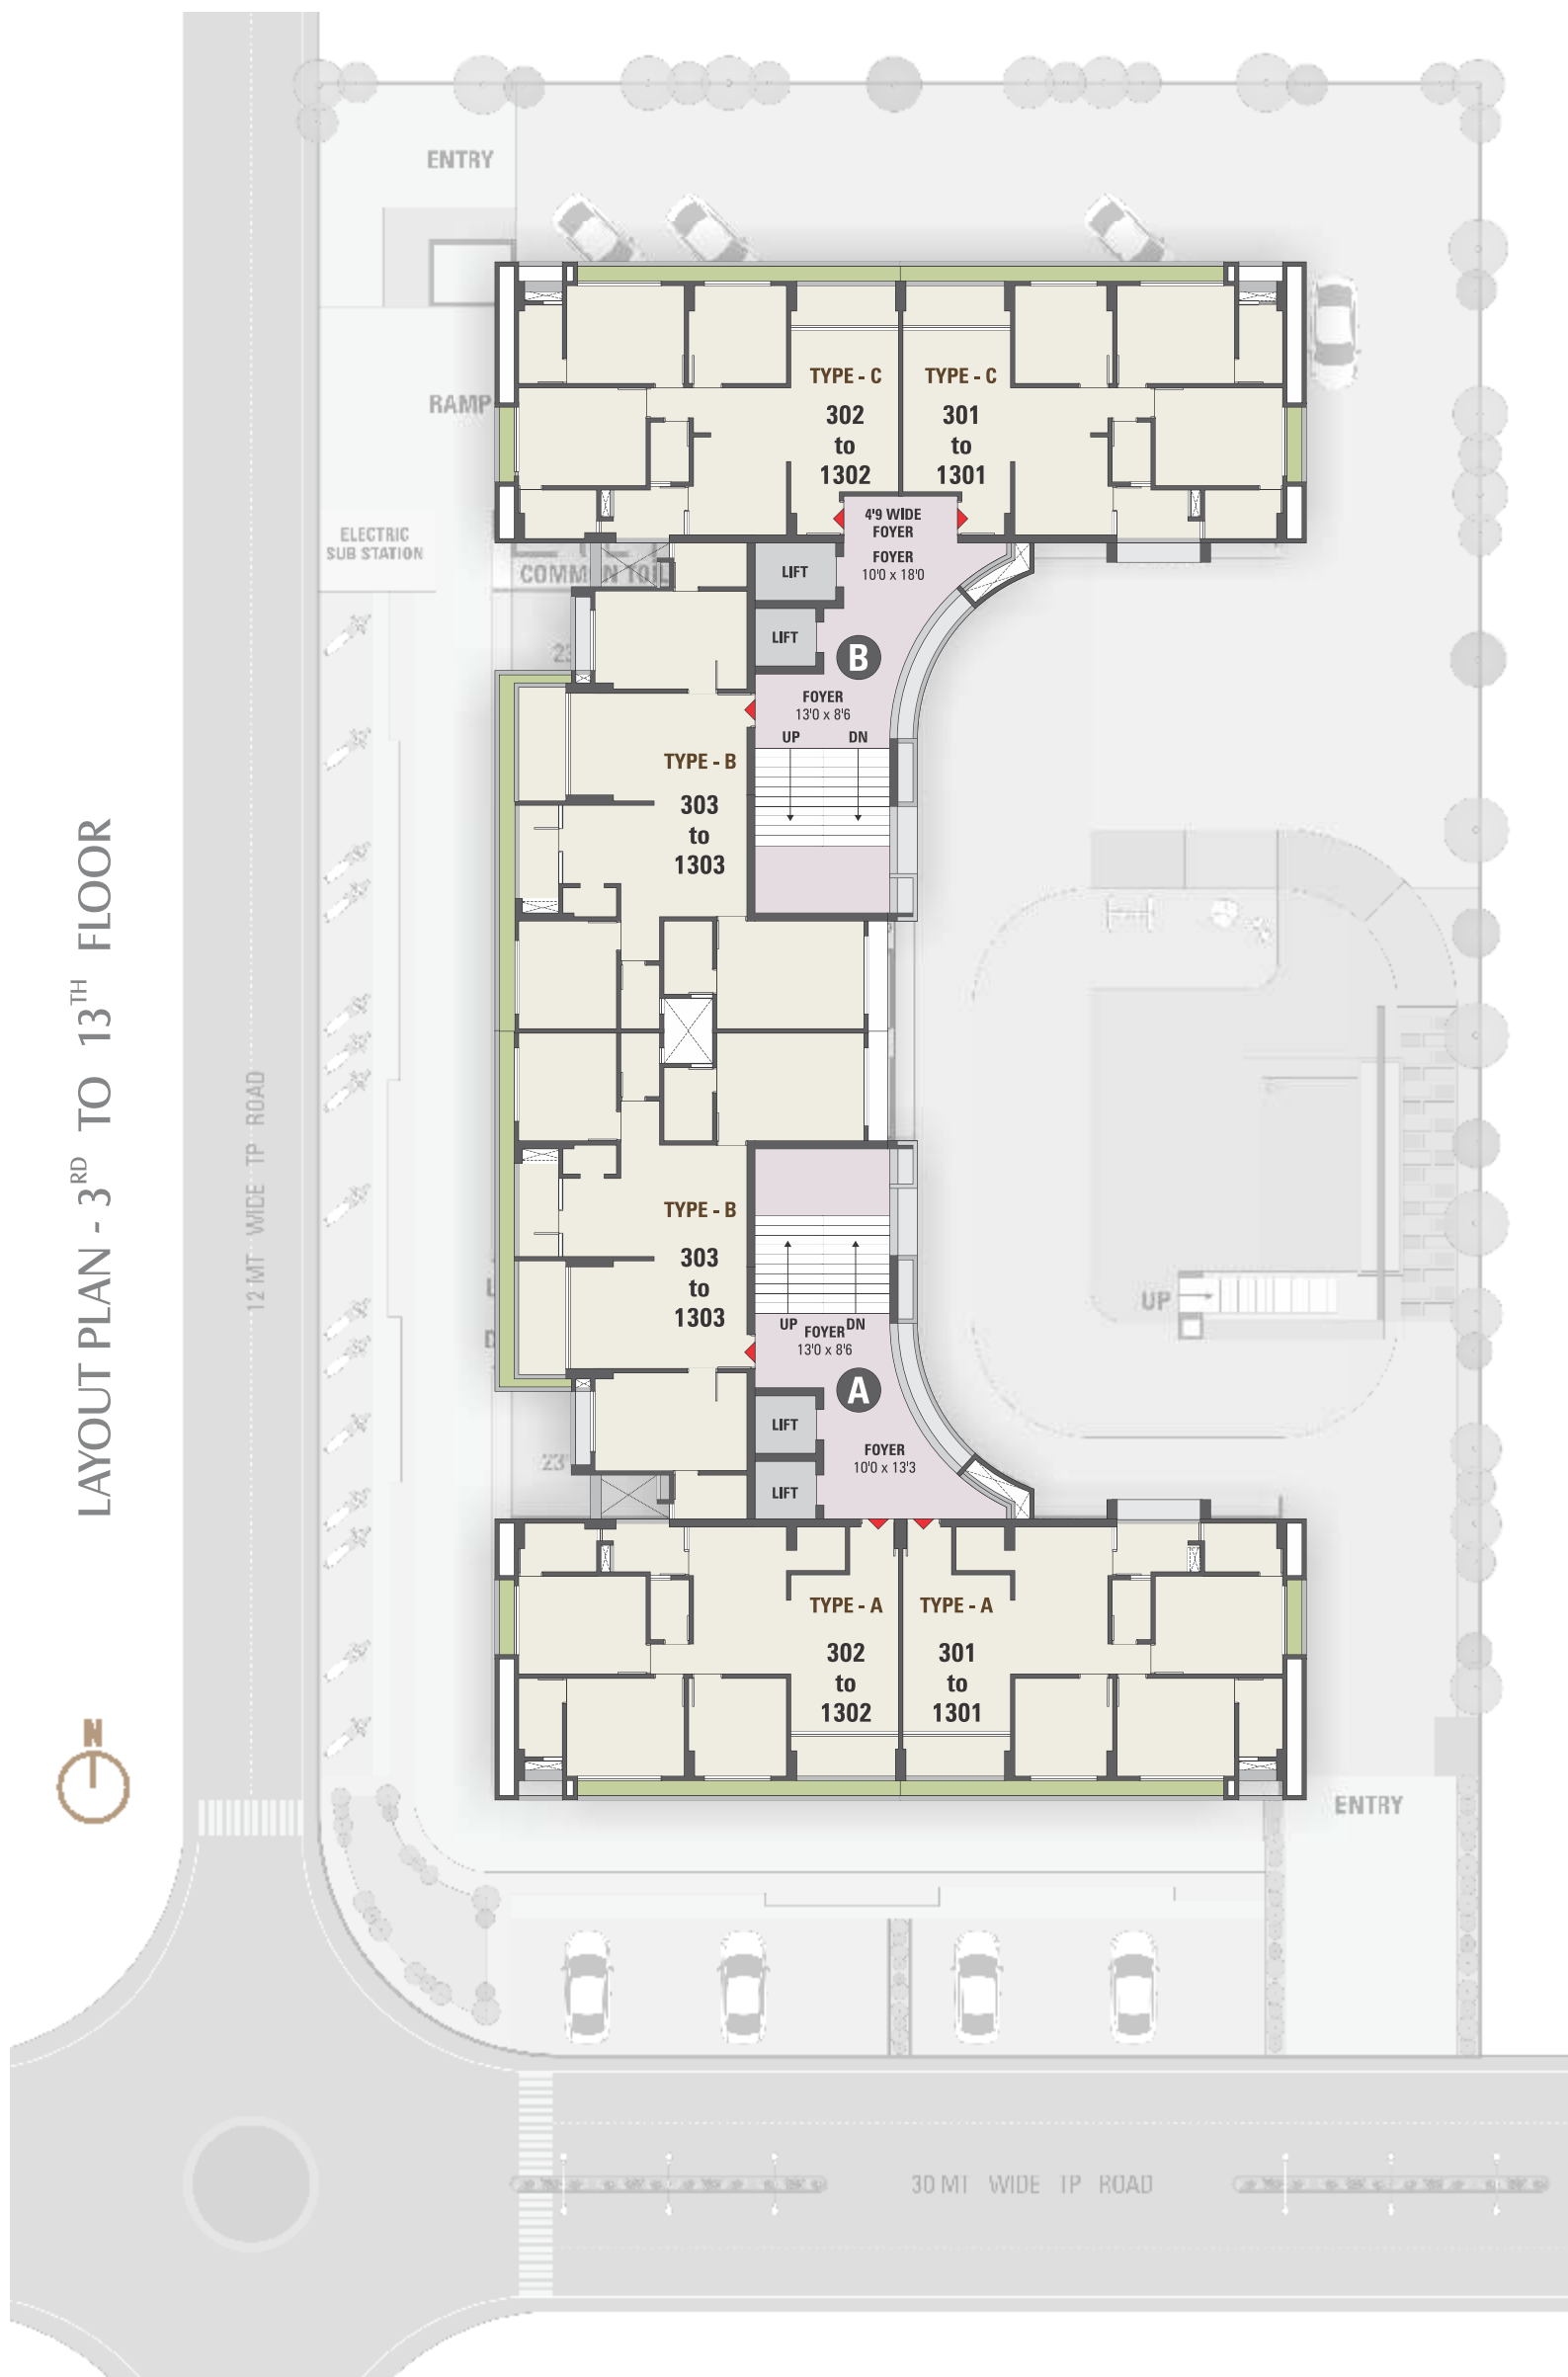 LAYOUT PLAN - 3RD TO 13TH FLOOR
12 MT WIDE TP ROAD
N
ENTRY
RAMP
ELECTRIC
SUB STATION
COMMON TOIL
TYPE - C
302
to
1302
TYPE - C
301
to
1301
4'9 WIDE
FOYER
FOYER
10'0 x 18'0
LIFT
LIFT
B
FOYER
13'0 x 8'6
UP DN
TYPE - B
303
to
1303
TYPE - B
303
to
1303
UP DN
FOYER
13'0 x 8'6
A
LIFT
FOYER
10'0 x 13'3
LIFT
23'
UP
TYPE - A
302
to
1302
TYPE - A
301
to
1301
ENTRY
30 MT WIDE TP ROAD